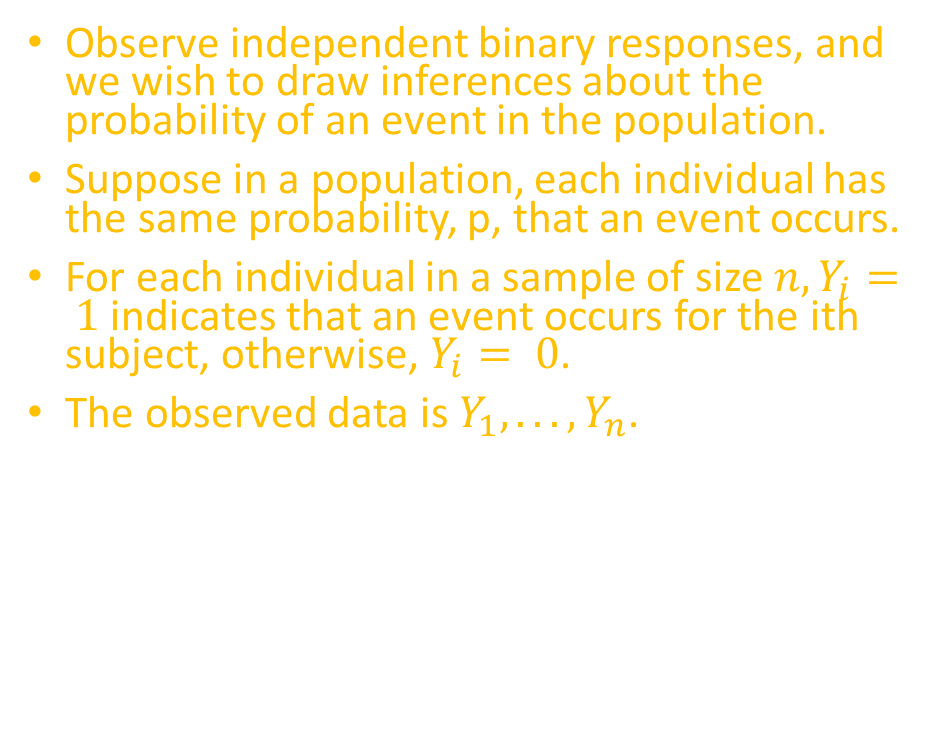 • Observe independent binary responses, and
we wish to draw inferences about the
probability of an event in the population.
• Suppose in a population, each individual has
the same probability, p, that an event occurs.
• For each individual in a sample of size n, Yᵢ =
1 indicates that an event occurs for the ith
subject, otherwise, Yᵢ = 0.
• The observed data is Y₁, . . . , Yₙ.